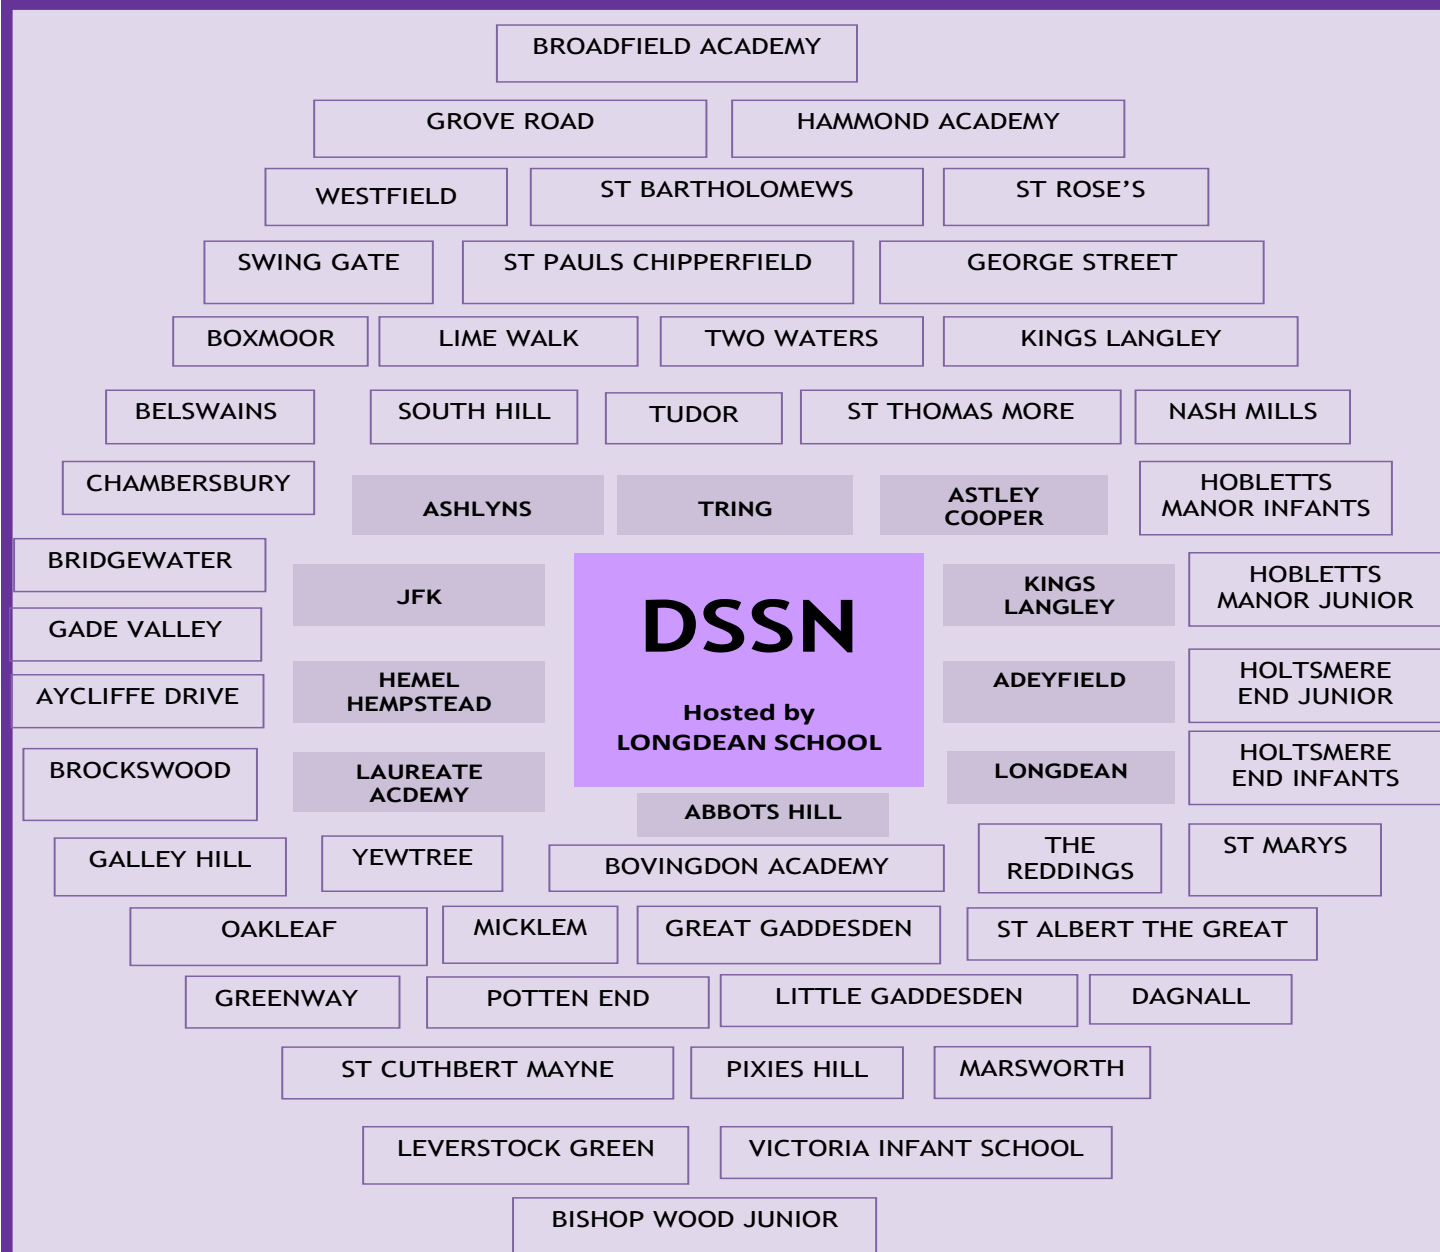 BROADFIELD ACADEMY
GROVE ROAD
HAMMOND ACADEMY
WESTFIELD
ST BARTHOLOMEWS
ST ROSE’S
SWING GATE
ST PAULS CHIPPERFIELD
GEORGE STREET
BOXMOOR
LIME WALK
TWO WATERS
KINGS LANGLEY
BELSWAINS
SOUTH HILL
TUDOR
ST THOMAS MORE
NASH MILLS
CHAMBERSBURY
ASHLYNS
TRING
ASTLEY
COOPER
HOBLETTS
MANOR INFANTS
BRIDGEWATER
JFK
KINGS
LANGLEY
HOBLETTS
MANOR JUNIOR
GADE VALLEY
DSSN
Hosted by
LONGDEAN SCHOOL
AYCLIFFE DRIVE
HEMEL
HEMPSTEAD
ADEYFIELD
HOLTSMERE
END JUNIOR
BROCKSWOOD
LAUREATE
ACDEMY
LONGDEAN
HOLTSMERE
END INFANTS
ABBOTS HILL
GALLEY HILL
YEWTREE
BOVINGDON ACADEMY
THE
REDDINGS
ST MARYS
OAKLEAF
MICKLEM
GREAT GADDESDEN
ST ALBERT THE GREAT
GREENWAY
POTTEN END
LITTLE GADDESDEN
DAGNALL
ST CUTHBERT MAYNE
PIXIES HILL
MARSWORTH
LEVERSTOCK GREEN
VICTORIA INFANT SCHOOL
BISHOP WOOD JUNIOR